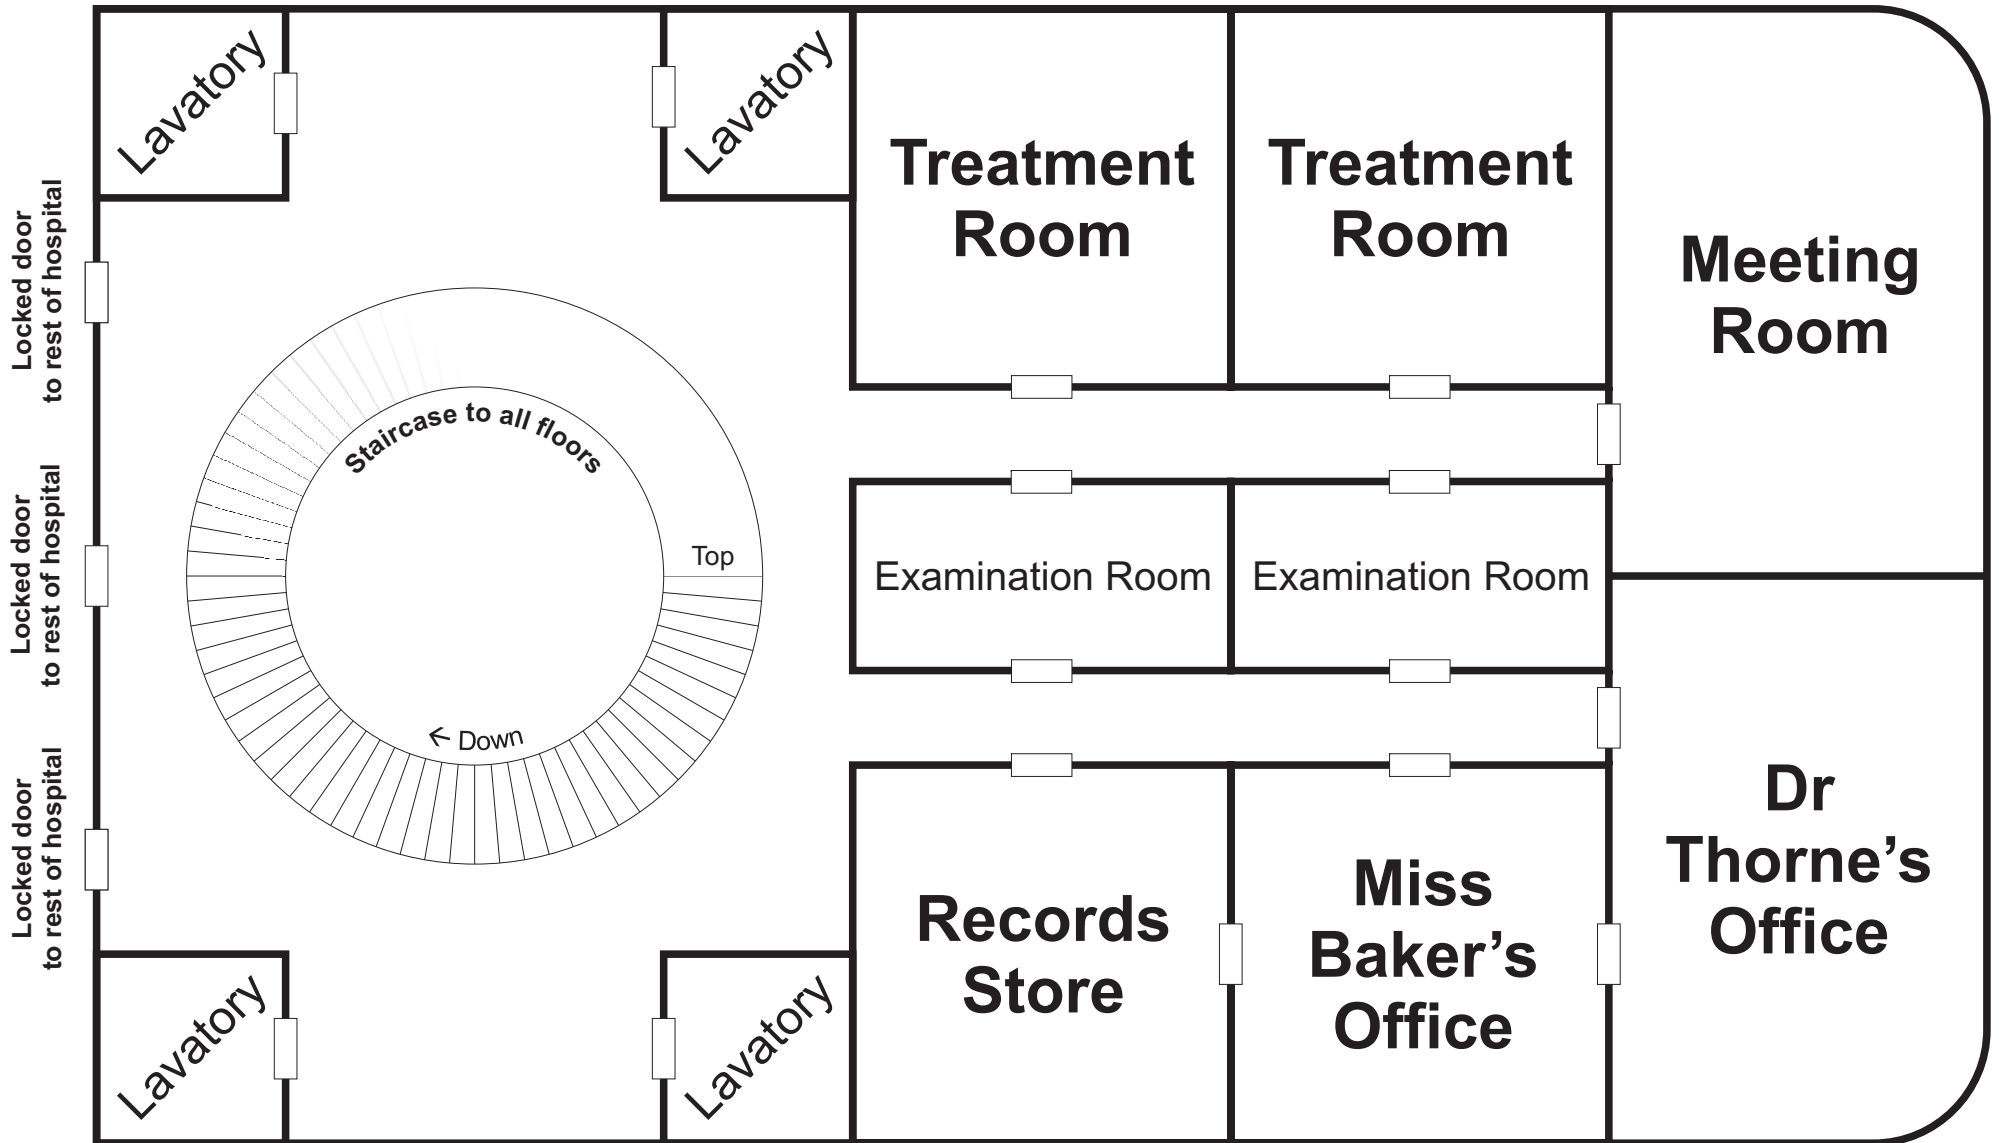 Lavatory
Lavatory
Treatment
Room
Treatment
Room
Meeting
Room
Locked door
to rest of hospital
Staircase to all floors
Top
← Down
Locked door
to rest of hospital
Examination Room
Examination Room
Locked door
to rest of hospital
Records
Store
Miss
Baker’s
Office
Dr
Thorne’s
Office
Lavatory
Lavatory